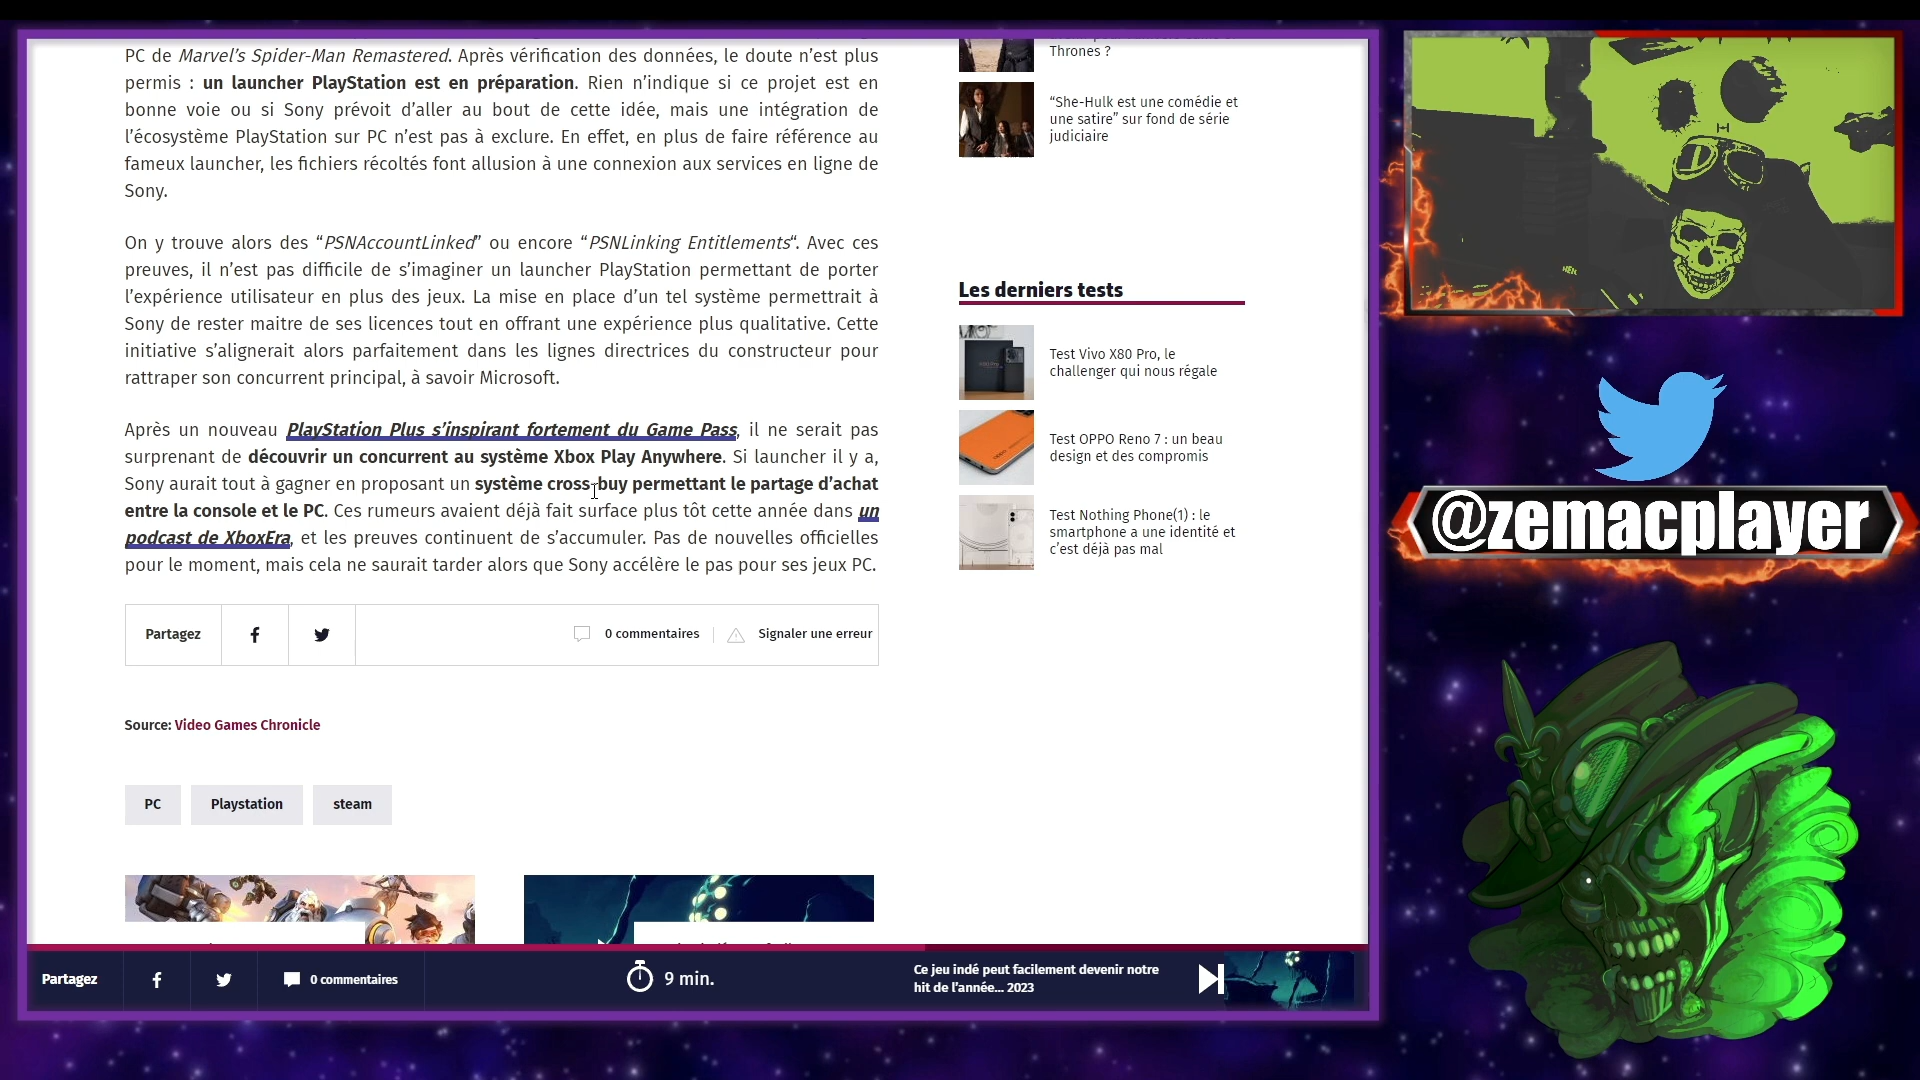 PC de Marvel’s Spider-Man Remastered. Après vérification des données, le doute n’est plus
permis : un launcher PlayStation est en préparation. Rien n’indique si ce projet est en
bonne voie ou si Sony prévoit d’aller au bout de cette idée, mais une intégration de
l’écosystème PlayStation sur PC n’est pas à exclure. En effet, en plus de faire référence au
fameux launcher, les fichiers récoltés font allusion à une connexion aux services en ligne de
Sony.
On y trouve alors des “PSNAccountLinked” ou encore “PSNLinking Entitlements“. Avec ces
preuves, il n’est pas difficile de s’imaginer un launcher PlayStation permettant de porter
l’expérience utilisateur en plus des jeux. La mise en place d’un tel système permettrait à
Sony de rester maitre de ses licences tout en offrant une expérience plus qualitative. Cette
initiative s’alignerait alors parfaitement dans les lignes directrices du constructeur pour
rattraper son concurrent principal, à savoir Microsoft.
Après un nouveau PlayStation Plus s’inspirant fortement du Game Pass, il ne serait pas
surprenant de découvrir un concurrent au système Xbox Play Anywhere. Si launcher il y a,
Sony aurait tout à gagner en proposant un système cross-buy permettant le partage d’achat
entre la console et le PC. Ces rumeurs avaient déjà fait surface plus tôt cette année dans un
podcast de XboxEra, et les preuves continuent de s’accumuler. Pas de nouvelles officielles
pour le moment, mais cela ne saurait tarder alors que Sony accélère le pas pour ses jeux PC.
Partagez
0 commentaires
Signaler une erreur
Source: Video Games Chronicle
PC
Playstation
steam
Thrones ?
“She-Hulk est une comédie et
une satire” sur fond de série
judiciaire
Les derniers tests
Test Vivo X80 Pro, le
challenger qui nous régale
Test OPPO Reno 7 : un beau
design et des compromis
Test Nothing Phone(1) : le
smartphone a une identité et
c’est déjà pas mal
Partagez
0 commentaires
9 min.
Ce jeu indé peut facilement devenir notre
hit de l’année... 2023
@zemacplayer